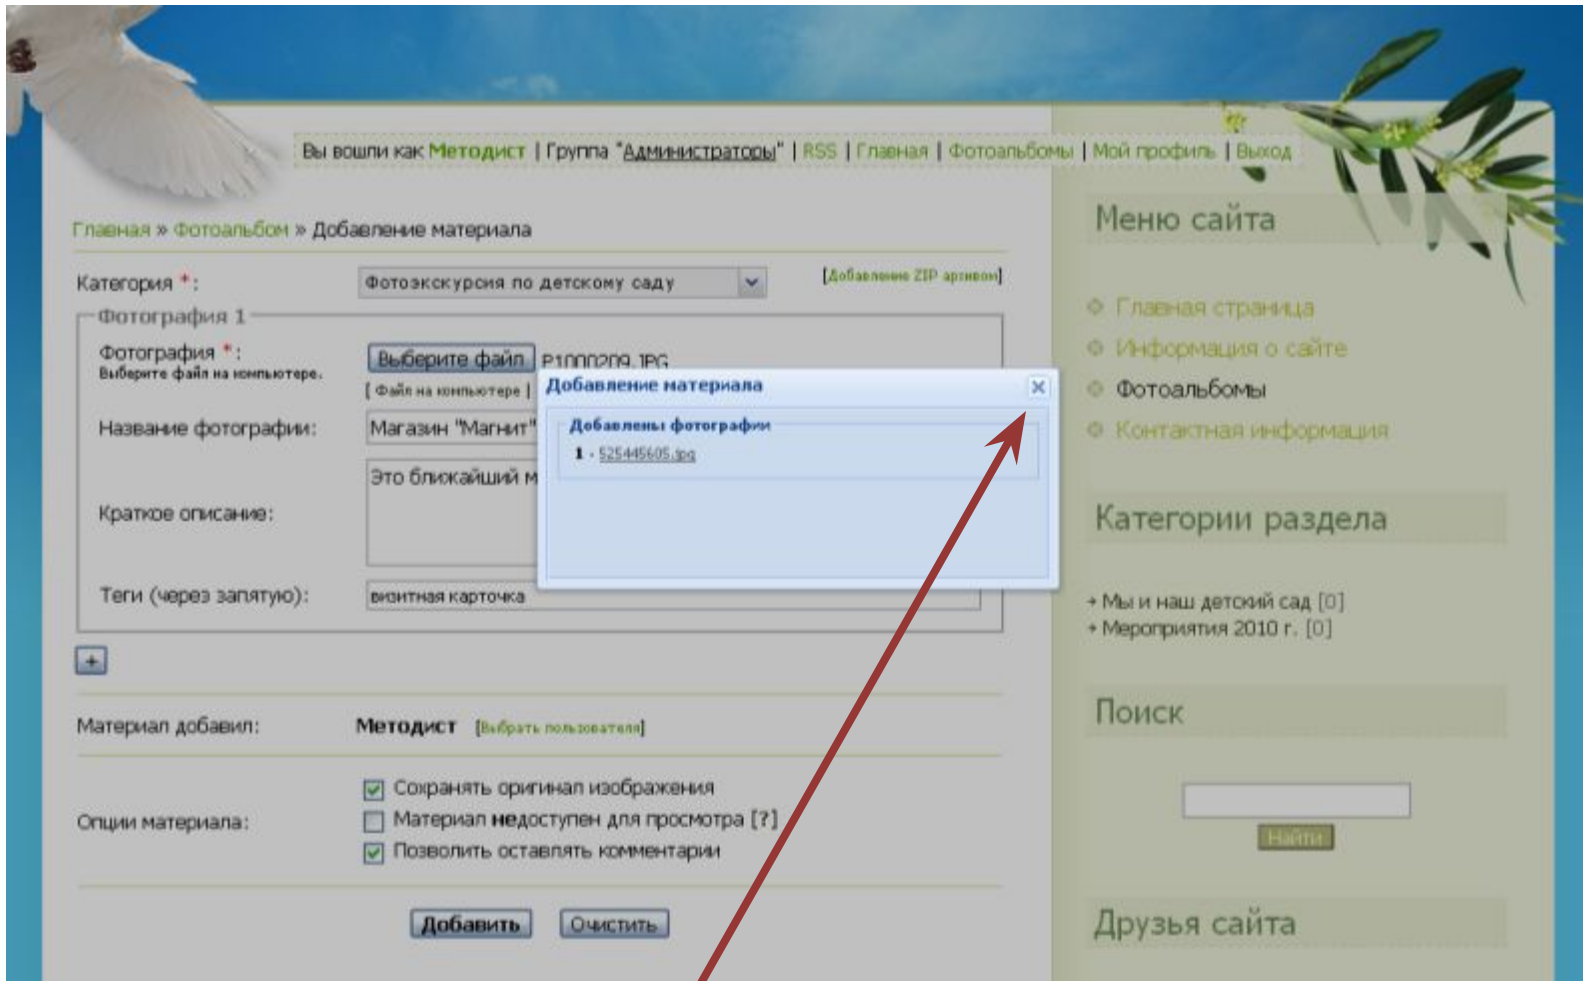 Вы вошли как Методист | Группа "Администраторы" | RSS | Главная | Фотоальбомы | Мой профиль | Выход
Главная » Фотоальбом » Добавление материала
Категория *:
Фотоэкскурсия по детскому саду
[Добавление ZIP архивом]
Фотография 1
Фотография *:
Выберите файл на компьютере.
Выберите файл P1000209.JPG
[ Файл на компьютере ]
Название фотографии:
Магазин "Магнит"
Краткое описание:
Это ближайший м
Теги (через запятую):
визитная карточка
+
Добавление материала
Добавлены фотографии
1 - 525445605.jpg
Материал добавил:
Методист [Выбрать пользователя]
Опции материала:
Сохранять оригинал изображения
Материал недоступен для просмотра [?]
Позволить оставлять комментарии
Добавить Очистить
Меню сайта
Главная страница
Информация о сайте
Фотоальбомы
Контактная информация
Категории раздела
Мы и наш детский сад [0]
Мероприятия 2010 г. [0]
Поиск
Найти
Друзья сайта